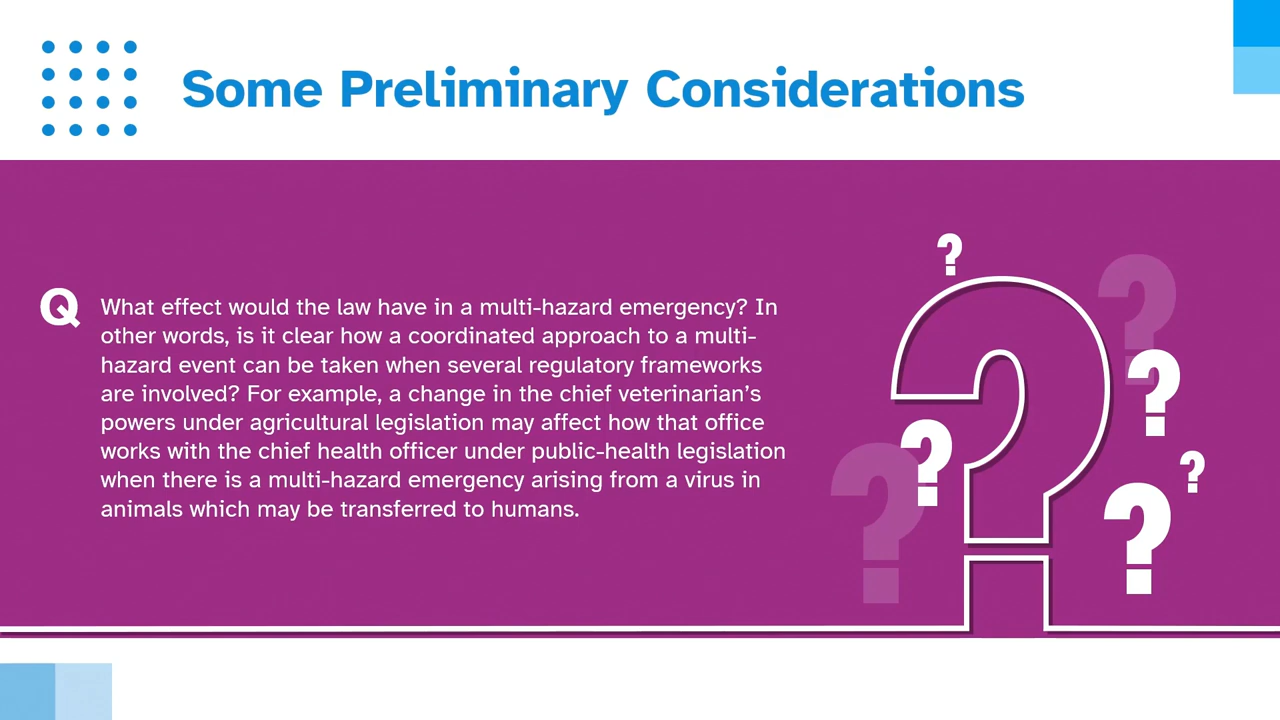 Some Preliminary Considerations
Q
What effect would the law have in a multi-hazard emergency? In
other words, is it clear how a coordinated approach to a multi-
hazard event can be taken when several regulatory frameworks
are involved? For example, a change in the chief veterinarian’s
powers under agricultural legislation may affect how that office
works with the chief health officer under public-health legislation
when there is a multi-hazard emergency arising from a virus in
animals which may be transferred to humans.
?
?
?
?
?
?
?
?